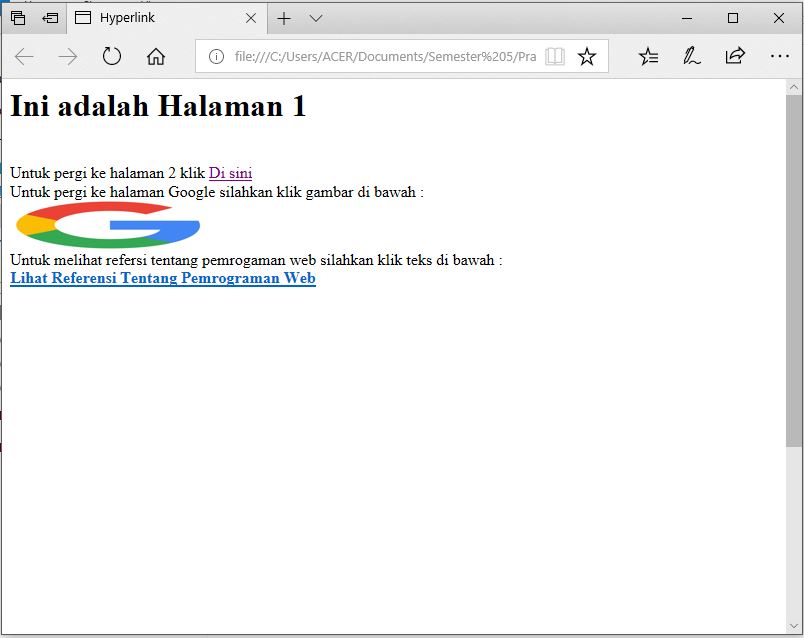 Hyperlink
file:///C:/Users/ACER/Documents/Semester%205/Pra
Ini adalah Halaman 1
Untuk pergi ke halaman 2 klik Di sini
Untuk pergi ke halaman Google silahkan klik gambar di bawah :
Untuk melihat refersi tentang pemrogaman web silahkan klik teks di bawah :
Lihat Referensi Tentang Pemrograman Web